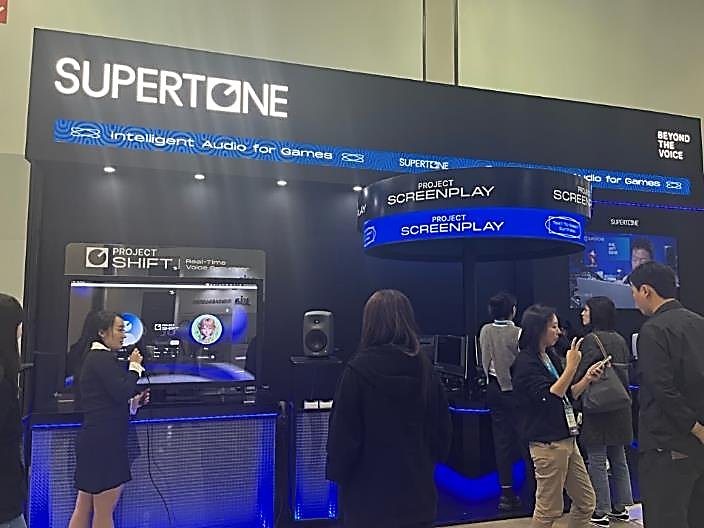 SUPERTONE
BEYOND
THE
VOICE
Intelligent Audio for Games
SUPERTONE
dio for Games
PROJECT
SCREENPLAY
SCREEN
PROJECT
SCREENPLAY
SUPERTONE
PROJECT
SHIFT
Real-Time
Voice